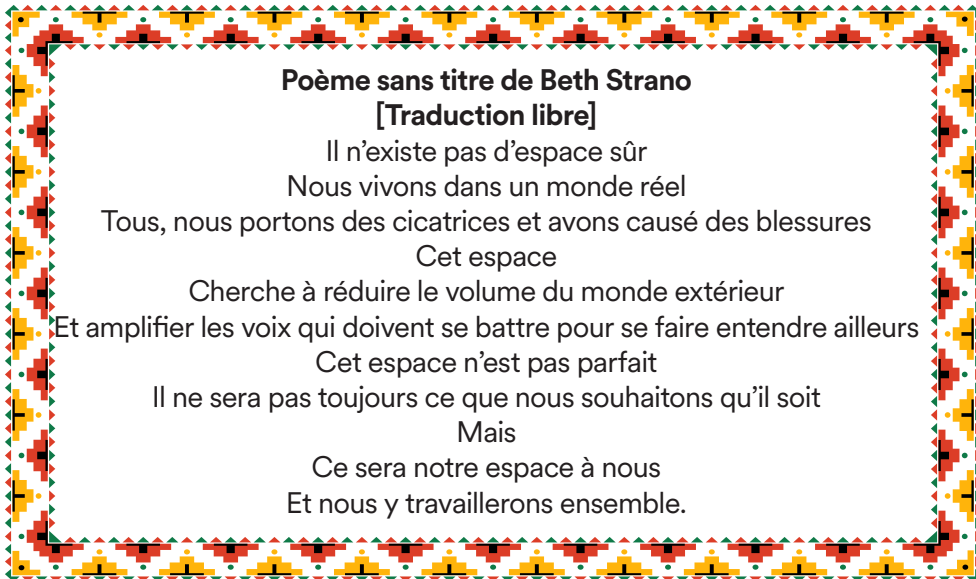 Poème sans titre de Beth Strano
[Traduction libre]
Il n’existe pas d’espace sûr
Nous vivons dans un monde réel
Tous, nous portons des cicatrices et avons causé des blessures
Cet espace
Cherche à réduire le volume du monde extérieur
Et amplifier les voix qui doivent se battre pour se faire entendre ailleurs
Cet espace n’est pas parfait
Il ne sera pas toujours ce que nous souhaitons qu’il soit
Mais
Ce sera notre espace à nous
Et nous y travaillerons ensemble.